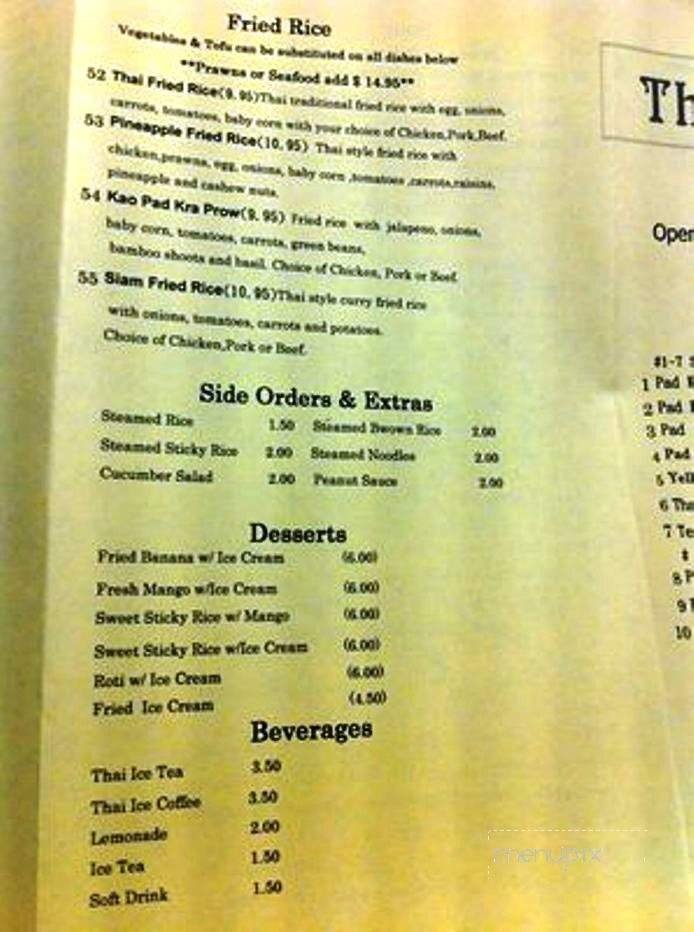 Fried Rice
Vegetables & Tofu can be substituted on all dishes below
**Prawns or Seafood add $ 14.95**
52 Thai Fried Rice(9.95)Thai traditional fried rice with egg, onions,
carrots, tomatoes, baby corn with your choice of Chicken,Pork,Beef.
53 Pineapple Fried Rice(10.95) Thai style fried rice with
chicken,prawns, egg, onions, baby corn ,tomatoes ,carrots,raisins,
pineapple and cashew nuts.
54 Kao Pad Kra Prow(9.95) Fried rice with jalapeno, onions,
baby corn, tomatoes, carrots, green beans,
bamboo shoots and basil. Choice of Chicken, Pork or Beef.
55 Siam Fried Rice(10.95)Thai style curry fried rice
with onions, tomatoes, carrots and potatoes.
Choice of Chicken,Pork or Beef.
Side Orders & Extras
Steamed Rice 1.50 Steamed Brown Rice 2.00
Steamed Sticky Rice 2.00 Steamed Noodles 2.00
Cucumber Salad 2.00 Peanut Sauce 2.00
Desserts
Fried Banana w/ Ice Cream (6.00)
Fresh Mango w/Ice Cream (6.00)
Sweet Sticky Rice w/ Mango (6.00)
Sweet Sticky Rice w/Ice Cream (6.00)
Roti w/ Ice Cream (6.00)
Fried Ice Cream (4.50)
Beverages
Thai Ice Tea 3.50
Thai Ice Coffee 3.50
Lemonade 2.00
Ice Tea 1.50
Soft Drink 1.50
Th
Open
#1-7
1 Pad
2 Pad
3 Pad
4 Pad
5 Yell
6 Tha
7 Te
#
8 P
9
10
menupix